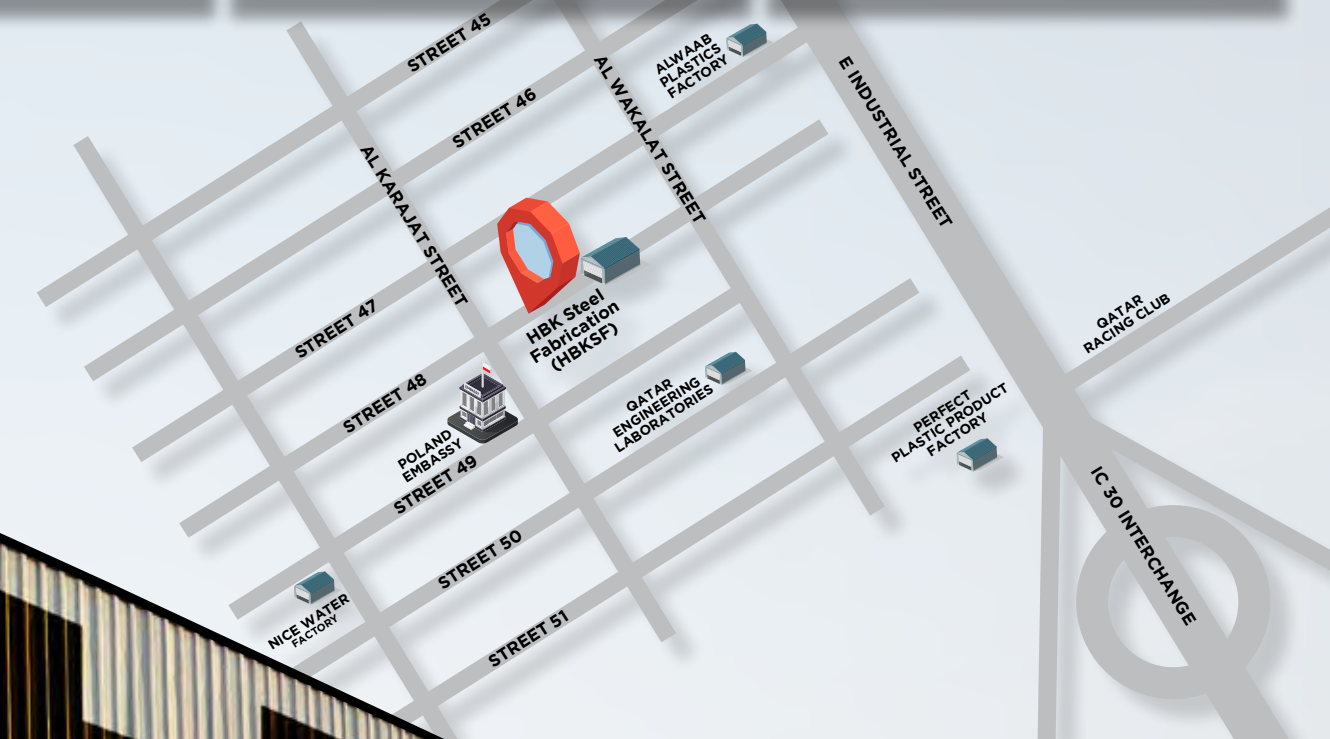 STREET 45
ALWAAB
PLASTICS
FACTORY
E INDUSTRIAL STREET
AL WAKALAT STREET
STREET 46
AL KARAJAT STREET
HBK Steel
Fabrication
(HBKSF)
STREET 47
QATAR
RACING CLUB
STREET 48
POLAND
EMBASSY
QATAR
ENGINEERING
LABORATORIES
PERFECT
PLASTIC PRODUCT
FACTORY
STREET 49
IC 30 INTERCHANGE
STREET 50
NICE WATER
FACTORY
STREET 51